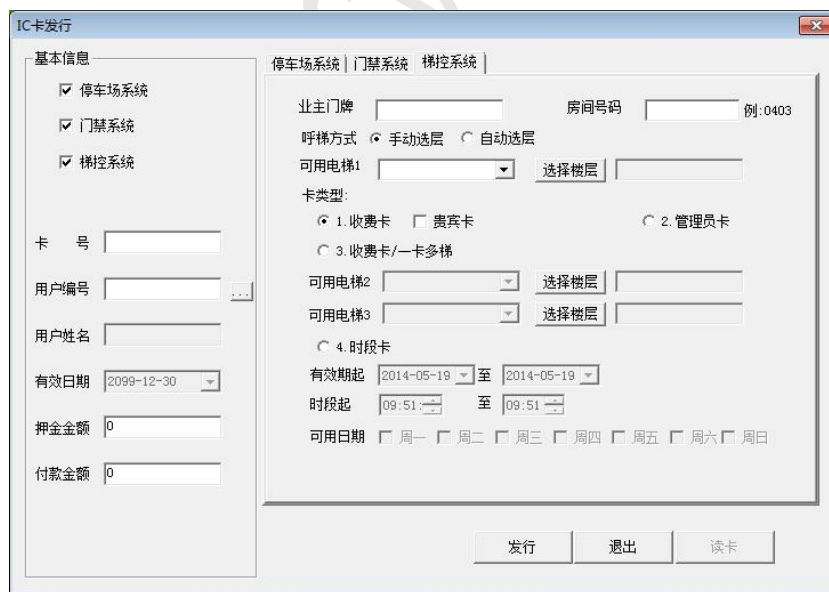 IC卡发行
基本信息
停车场系统
门禁系统
梯控系统
卡 号
用户编号 ...
用户姓名
有效日期 2099-12-30
押金金额 0
付款金额 0
停车场系统 门禁系统 梯控系统
业主门牌 房间号码 例:0403
呼梯方式 手动选层 自动选层
可用电梯1 选择楼层
卡类型:
1.收费卡 贵宾卡 2.管理员卡
3.收费卡/一卡多梯
可用电梯2 选择楼层
可用电梯3 选择楼层
4.时段卡
有效期起 2014-05-19 至 2014-05-19
时段起 09:51: 至 09:51
可用日期 周一 周二 周三 周四 周五 周六 周日
发行 退出 读卡